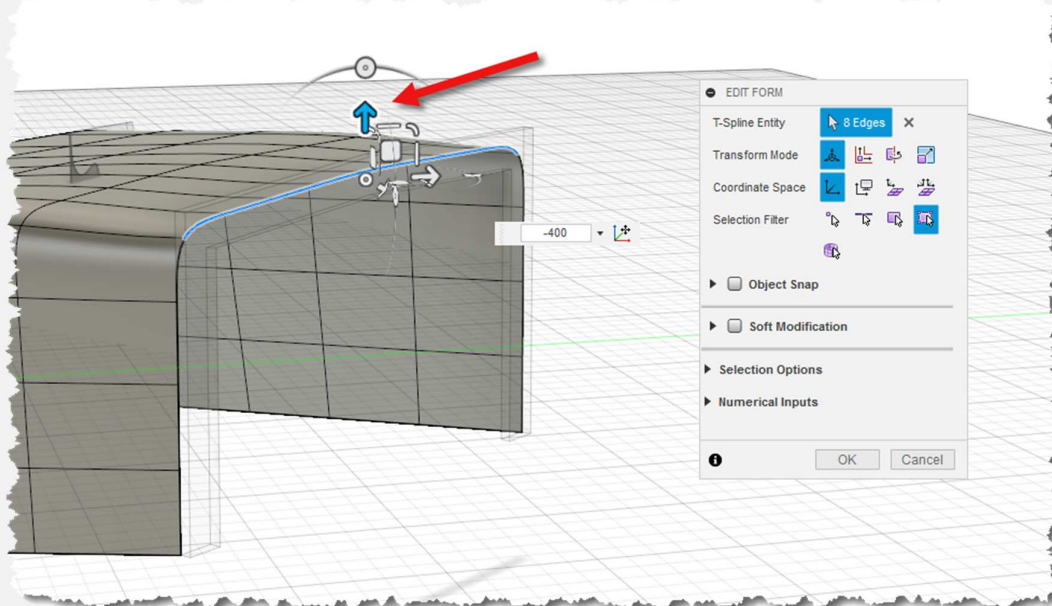 EDIT FORM
T-Spline Entity
8 Edges
Transform Mode
Coordinate Space
Selection Filter
-400
Object Snap
Soft Modification
Selection Options
Numerical Inputs
OK
Cancel